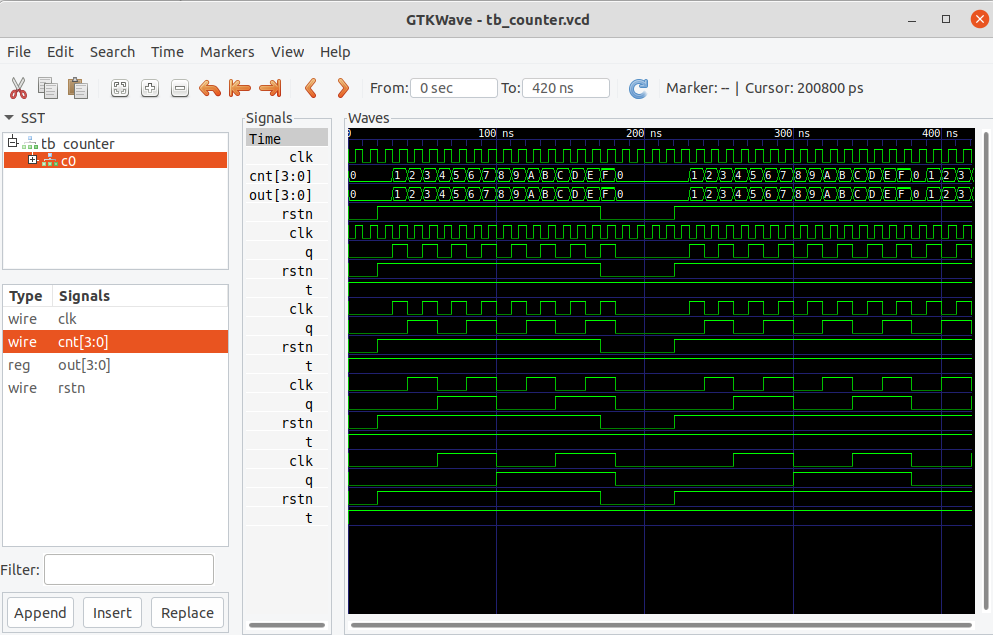 GTKWave - tb_counter.vcd
File Edit Search Time Markers View Help
From: 0 sec To: 420 ns Marker: -- | Cursor: 200800 ps
SST
tb_counter
c0
Type Signals
wire clk
wire cnt[3:0]
reg out[3:0]
wire rstn
Filter:
Append Insert Replace
Signals
Time
clk
cnt[3:0]
out[3:0]
rstn
clk
q
rstn
t
clk
q
rstn
t
clk
q
rstn
t
clk
q
rstn
t
Waves
0 100 ns 200 ns 300 ns 400 ns
0 1 2 3 4 5 6 7 8 9 A B C D E F 0 1 2 3 4 5 6 7 8 9 A B C D E F 0 1 2 3
0 1 2 3 4 5 6 7 8 9 A B C D E F 0 1 2 3 4 5 6 7 8 9 A B C D E F 0 1 2 3